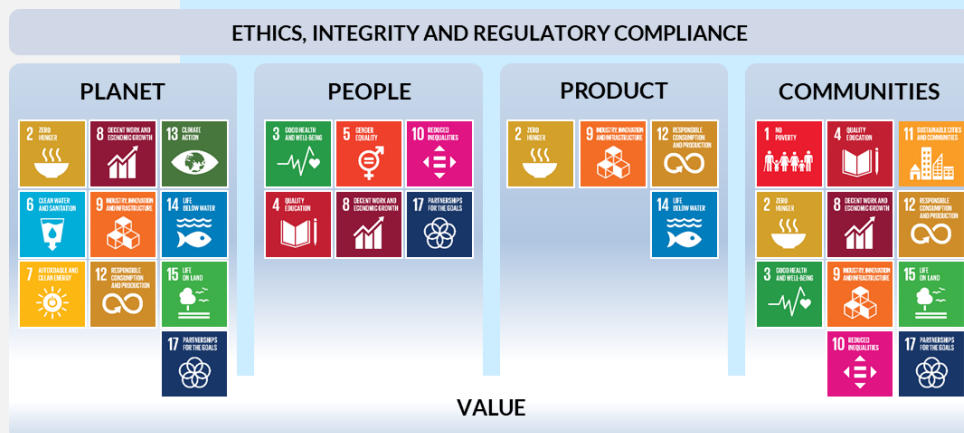 ETHICS, INTEGRITY AND REGULATORY COMPLIANCE
PLANET
2 ZERO
HUNGER
8 DECENT WORK AND
ECONOMIC GROWTH
13 CLIMATE
ACTION
6 CLEAN WATER
AND SANITATION
9 INDUSTRY, INNOVATION
AND INFRASTRUCTURE
14 LIFE
BELOW WATER
7 AFFORDABLE AND
CLEAN ENERGY
12 RESPONSIBLE
CONSUMPTION
AND PRODUCTION
15 LIFE
ON LAND
17 PARTNERSHIPS
FOR THE GOALS
PEOPLE
3 GOOD HEALTH
AND WELL-BEING
5 GENDER
EQUALITY
10 REDUCED
INEQUALITIES
4 QUALITY
EDUCATION
8 DECENT WORK AND
ECONOMIC GROWTH
17 PARTNERSHIPS
FOR THE GOALS
PRODUCT
2 ZERO
HUNGER
9 INDUSTRY, INNOVATION
AND INFRASTRUCTURE
12 RESPONSIBLE
CONSUMPTION
AND PRODUCTION
14 LIFE
BELOW WATER
COMMUNITIES
1 NO
POVERTY
4 QUALITY
EDUCATION
11 SUSTAINABLE CITIES
AND COMMUNITIES
2 ZERO
HUNGER
8 DECENT WORK AND
ECONOMIC GROWTH
12 RESPONSIBLE
CONSUMPTION
AND PRODUCTION
3 GOOD HEALTH
AND WELL-BEING
9 INDUSTRY, INNOVATION
AND INFRASTRUCTURE
15 LIFE
ON LAND
10 REDUCED
INEQUALITIES
17 PARTNERSHIPS
FOR THE GOALS
VALUE